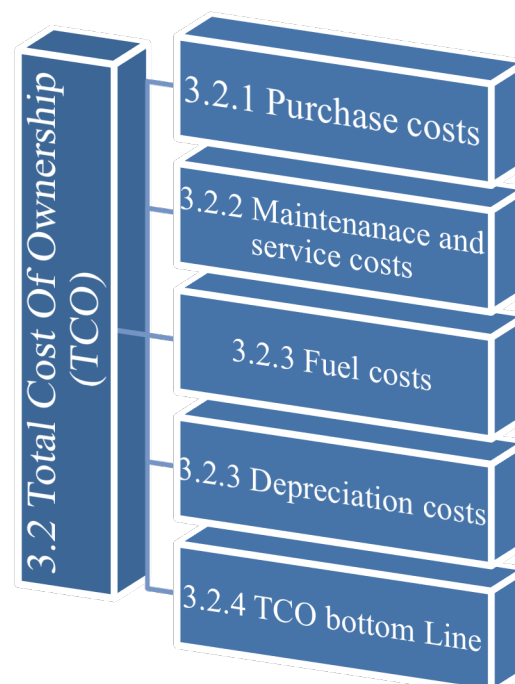 3.2 Total Cost Of Ownership
(TCO)
3.2.1 Purchase costs
3.2.2 Maintenanace and
service costs
3.2.3 Fuel costs
3.2.3 Depreciation costs
3.2.4 TCO bottom Line